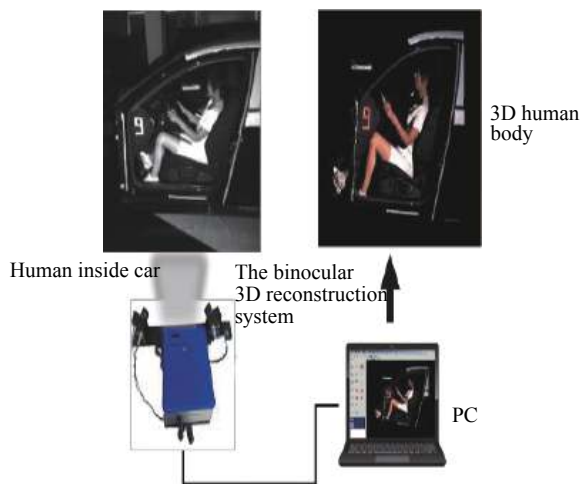 3D human
body
Human inside car
The binocular
3D reconstruction
system
PC